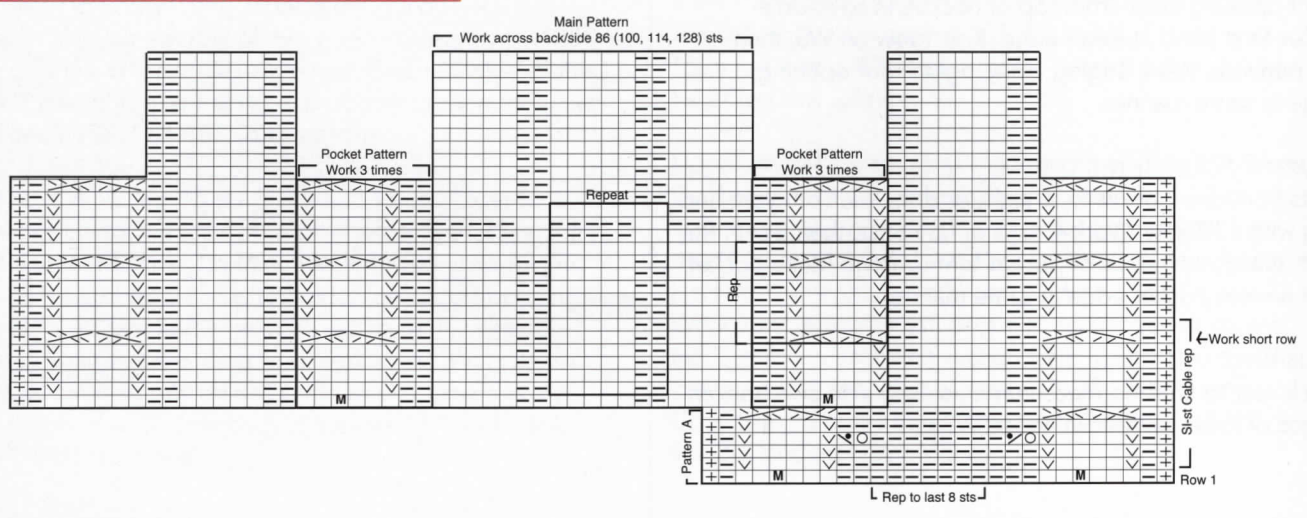 Main Pattern
Work across back/side 86 (100, 114, 128) sts
Pocket Pattern
Work 3 times
Pocket Pattern
Work 3 times
Repeat
Rep
Work short row
Sl-st Cable rep
M
M
Pattern A
M
M
Row 1
Rep to last 8 sts